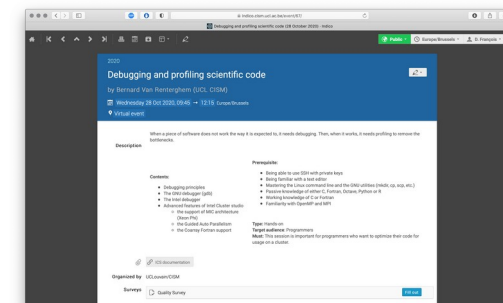 indico.cism.ucl.ac.be/event/87/
Debugging and profiling scientific code (28 October 2020) · Indico
Public
Europe/Brussels
O. François
2020
Debugging and profiling scientific code
by Bernard Van Renterghem (UCL CISM)
Wednesday 28 Oct 2020, 09:45 → 12:15 Europe/Brussels
Virtual event
Description
When a piece of software does not work the way it is expected to, it needs debugging. Then, when it works, it needs profiling to remove the
bottlenecks.
Contents:
Debugging principles
The GNU debugger (gdb)
The Intel debugger
Advanced features of Intel Cluster studio
the support of MIC architecture
(Xeon Phi)
the Guided Auto Parallelism
the Coarray Fortran support
Prerequisite:
Being able to use SSH with private keys
Being familiar with a text editor
Mastering the Linux command line and the GNU utilities (mkdir, cp, scp, etc.)
Passive knowledge of either C, Fortran, Octave, Python or R
Working knowledge of C or Fortran
Familiarity with OpenMP and MPI
Type: Hands-on
Target audience: Programmers
Must: This session is important for programmers who want to optimize their code for
usage on a cluster.
documentation
Organized by UCLouvain/CISM
Surveys
Quality Survey
Fill out